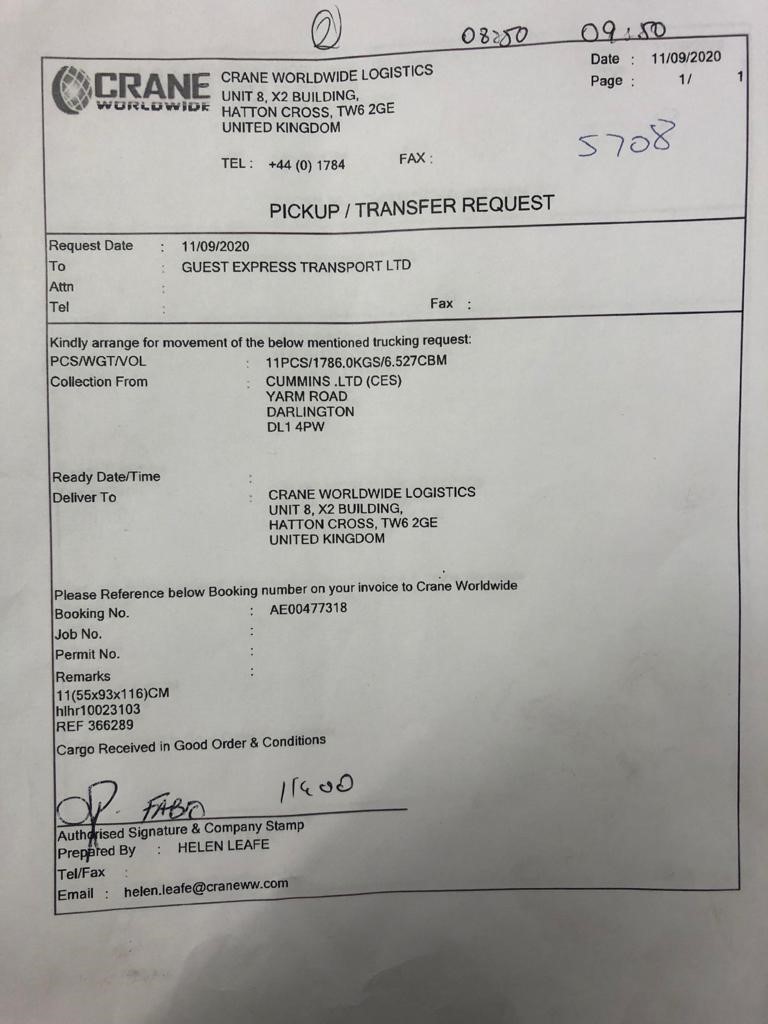 2 08:50 09:50
Date : 11/09/2020
Page : 1/ 1
CRANE
WORLDWIDE
CRANE WORLDWIDE LOGISTICS
UNIT 8, X2 BUILDING,
HATTON CROSS, TW6 2GE
UNITED KINGDOM
5708
TEL : +44 (0) 1784 FAX :
PICKUP / TRANSFER REQUEST
Request Date : 11/09/2020
To : GUEST EXPRESS TRANSPORT LTD
Attn :
Tel : Fax :
Kindly arrange for movement of the below mentioned trucking request:
PCS/WGT/VOL : 11PCS/1786.0KGS/6.527CBM
Collection From : CUMMINS .LTD (CES)
YARM ROAD
DARLINGTON
DL1 4PW
Ready Date/Time :
Deliver To : CRANE WORLDWIDE LOGISTICS
UNIT 8, X2 BUILDING,
HATTON CROSS, TW6 2GE
UNITED KINGDOM
Please Reference below Booking number on your invoice to Crane Worldwide
Booking No. : AE00477318
Job No. :
Permit No. :
Remarks :
11(55x93x116)CM
hlhr10023103
REF 366289
Cargo Received in Good Order & Conditions
FABIO
Authorised Signature & Company Stamp
Prepared By : HELEN LEAFE
Tel/Fax :
Email : helen.leafe@craneww.com